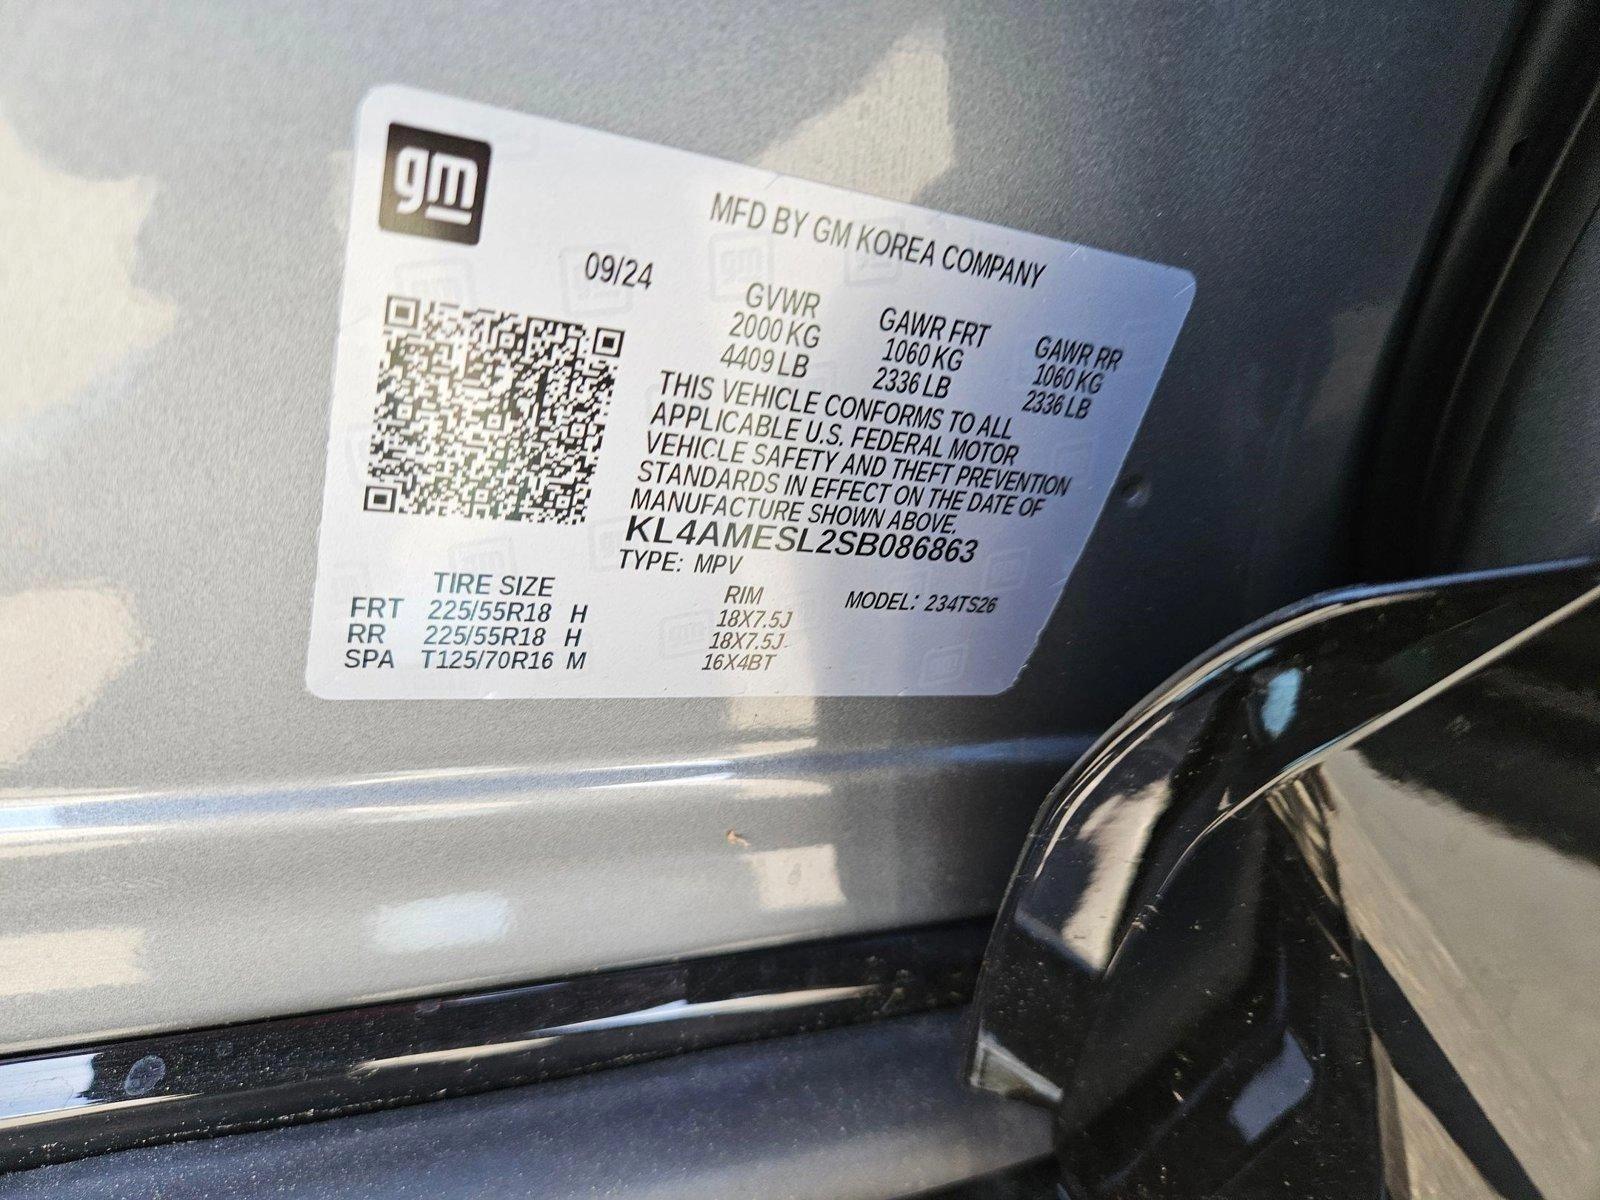 gm
MFD BY GM KOREA COMPANY
09/24
GVWR GAWR FRT GAWR RR
2000 KG 1060 KG 1060 KG
4409 LB 2336 LB 2336 LB
THIS VEHICLE CONFORMS TO ALL
APPLICABLE U.S. FEDERAL MOTOR
VEHICLE SAFETY AND THEFT PREVENTION
STANDARDS IN EFFECT ON THE DATE OF
MANUFACTURE SHOWN ABOVE.
KL4AMESL2SB086863
TYPE: MPV
TIRE SIZE RIM MODEL: 234TS26
FRT 225/55R18 H 18X7.5J
RR 225/55R18 H 18X7.5J
SPA T125/70R16 M 16X4BT